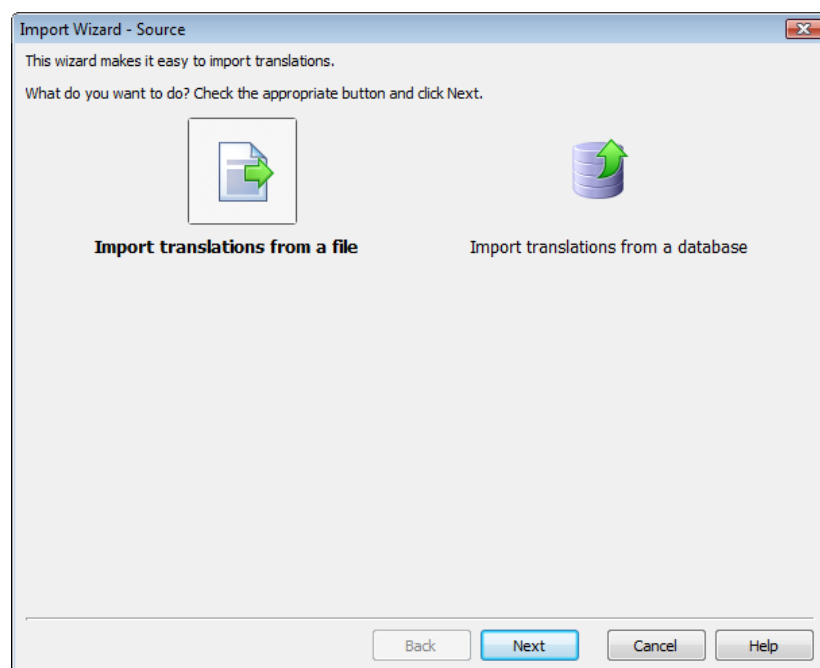 Import Wizard - Source
This wizard makes it easy to import translations.
What do you want to do? Check the appropriate button and click Next.
Import translations from a file
Import translations from a database
Back
Next
Cancel
Help